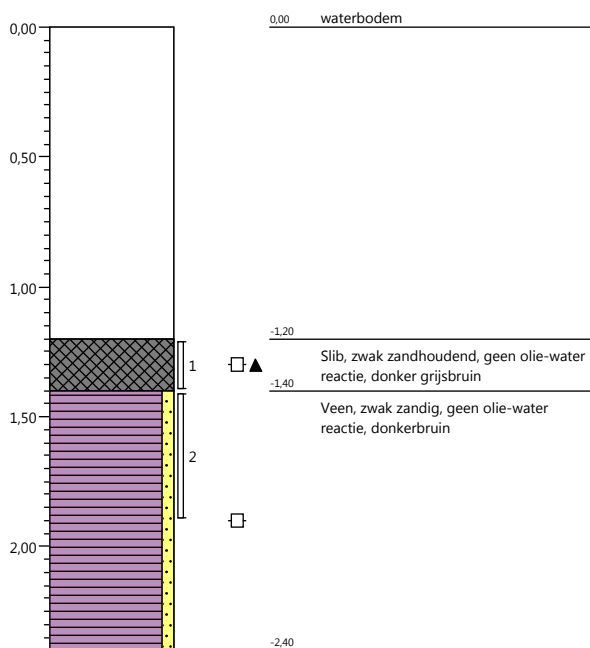 0,00
0,00 waterbodem
0,50
1,00
-1,20
1
Slib, zwak zandhoudend, geen olie-water
reactie, donker grijsbruin
-1,40
Veen, zwak zandig, geen olie-water
reactie, donkerbruin
1,50
2
2,00
-2,40